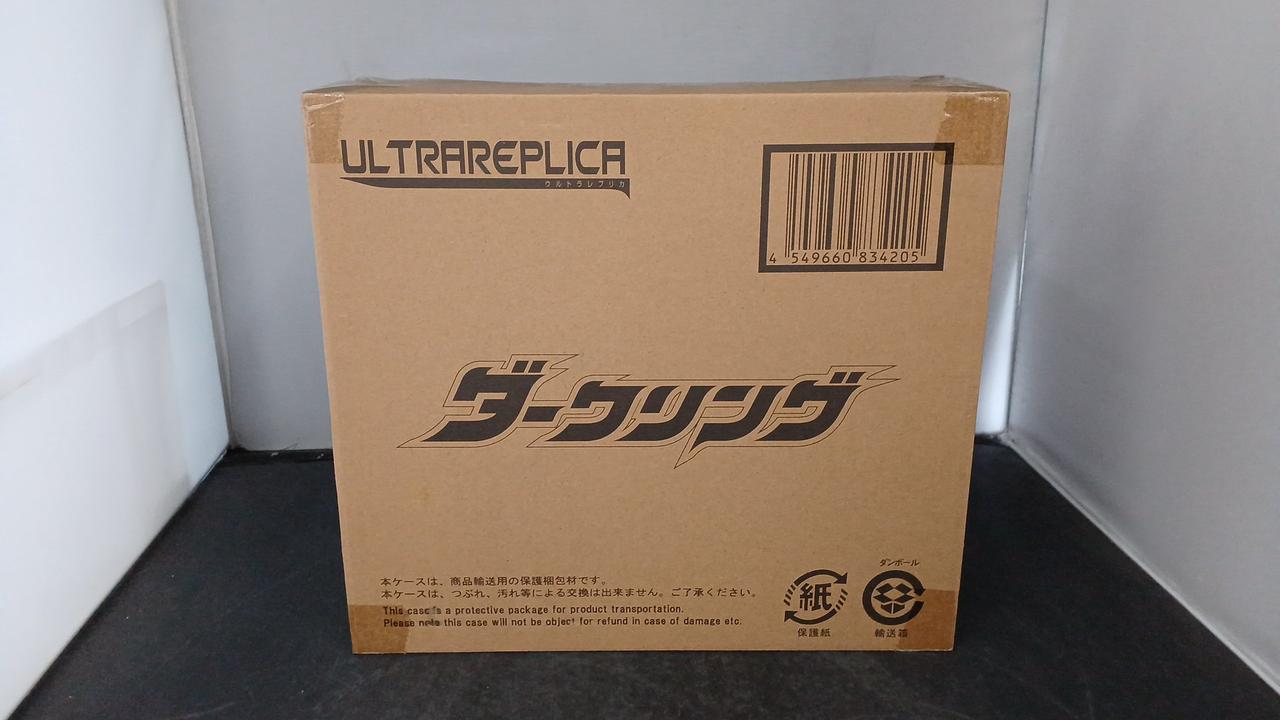 ULTRAREPLICA
ウルトラレプリカ
4 549660 834205
ダークリング
本ケースは、商品輸送用の保護梱包材です。
本ケースは、つぶれ、汚れ等による交換は出来ません。ご了承ください。
This case is a protective package for product transportation.
Please note this case will not be object for refund in case of damage etc.
紙
保護紙
ダンボール
輸送箱